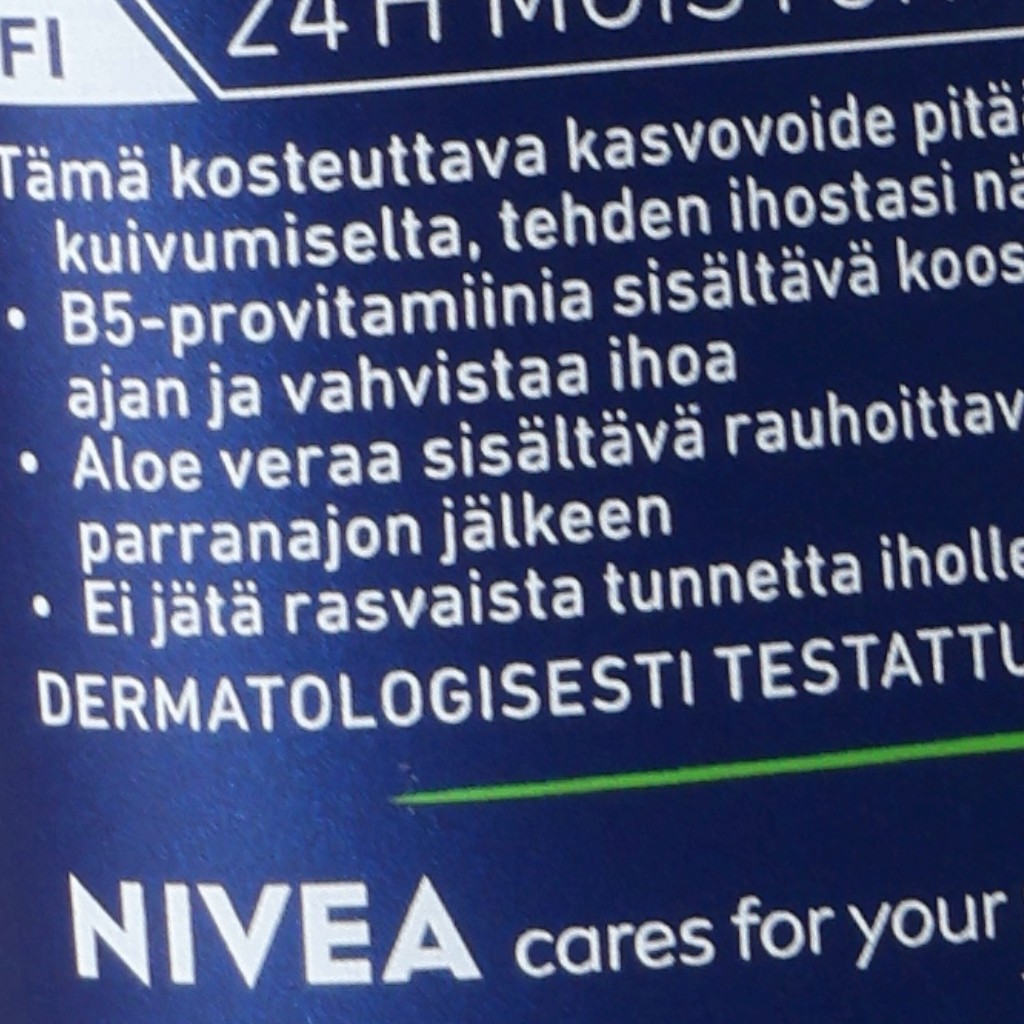 FI
24H
Tämä kosteuttava kasvovoide
kuivumiselta, tehden ihostasi
• B5-provitamiinia sisältävä
ajan ja vahvistaa ihoa
• Aloe veraa sisältävä
parranajon jälkeen
• Ei jätä rasvaista tunnetta
DERMATOLOGISESTI
NIVEA cares for your